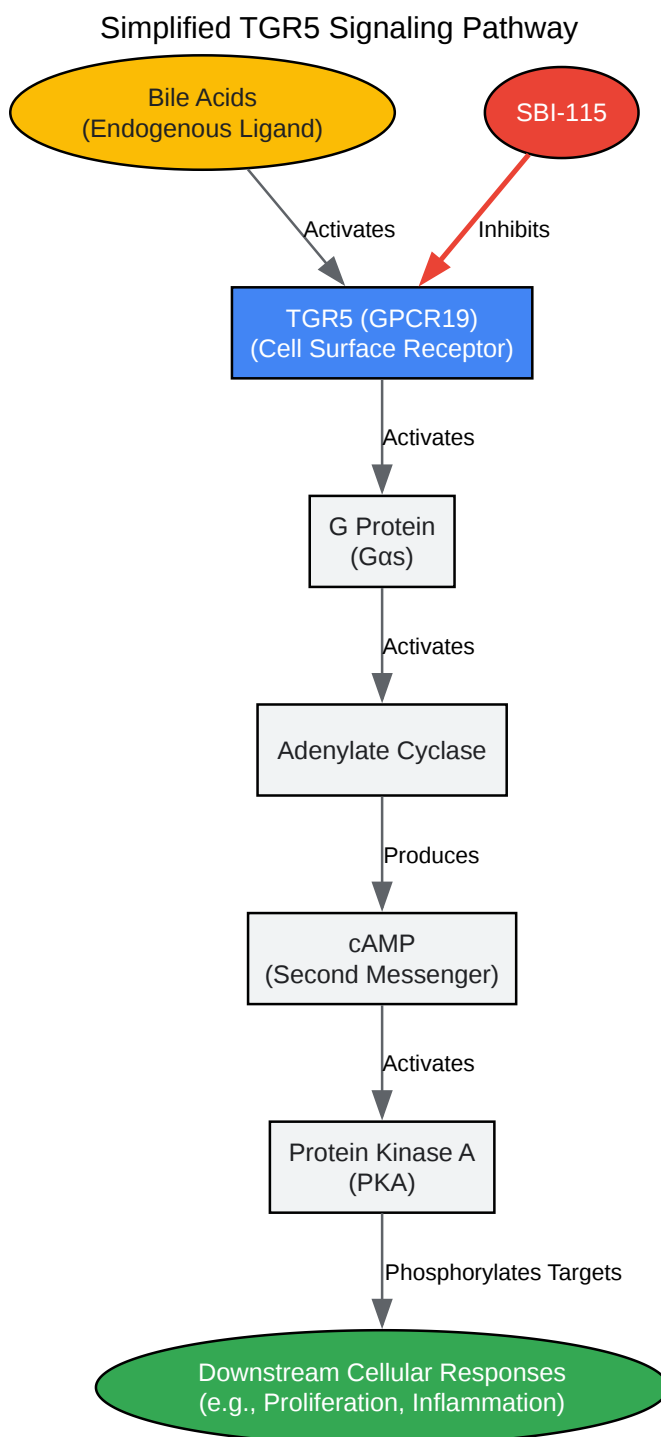 Simplified TGR5 Signaling Pathway
Bile Acids
(Endogenous Ligand)
SBI-115
Activates
Inhibits
TGR5 (GPCR19)
(Cell Surface Receptor)
Activates
G Protein
(Gαs)
Activates
Adenylate Cyclase
Produces
cAMP
(Second Messenger)
Activates
Protein Kinase A
(PKA)
Phosphorylates Targets
Downstream Cellular Responses
(e.g., Proliferation, Inflammation)